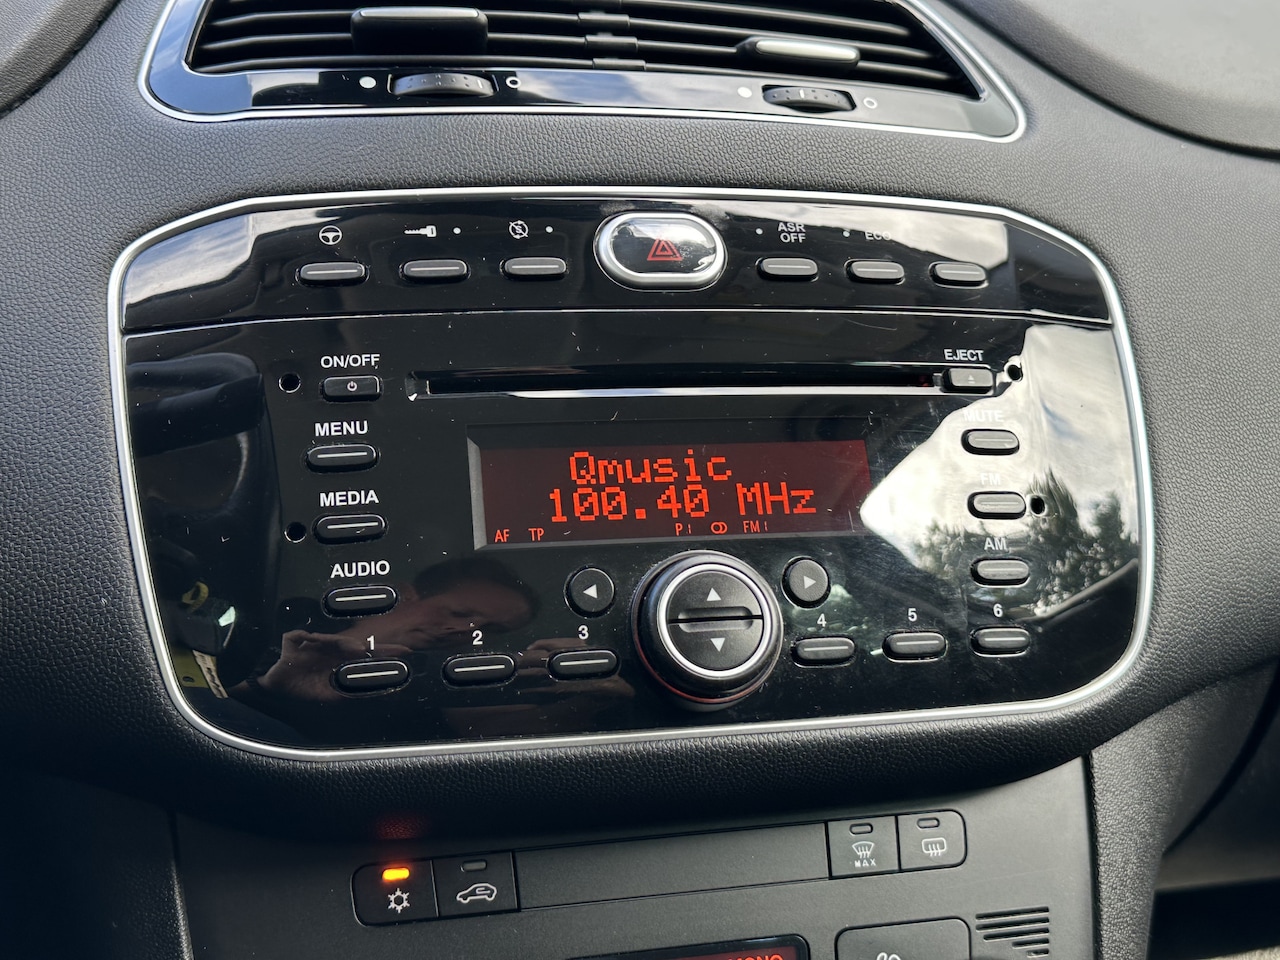 ASR
OFF
ECO
ON/OFF
EJECT
MENU
MUTE
MEDIA
FM
Qmusic
100.40 MHz
AF TP P1 FM1
AUDIO
AM
1
2
3
4
5
6
MAX
MONO